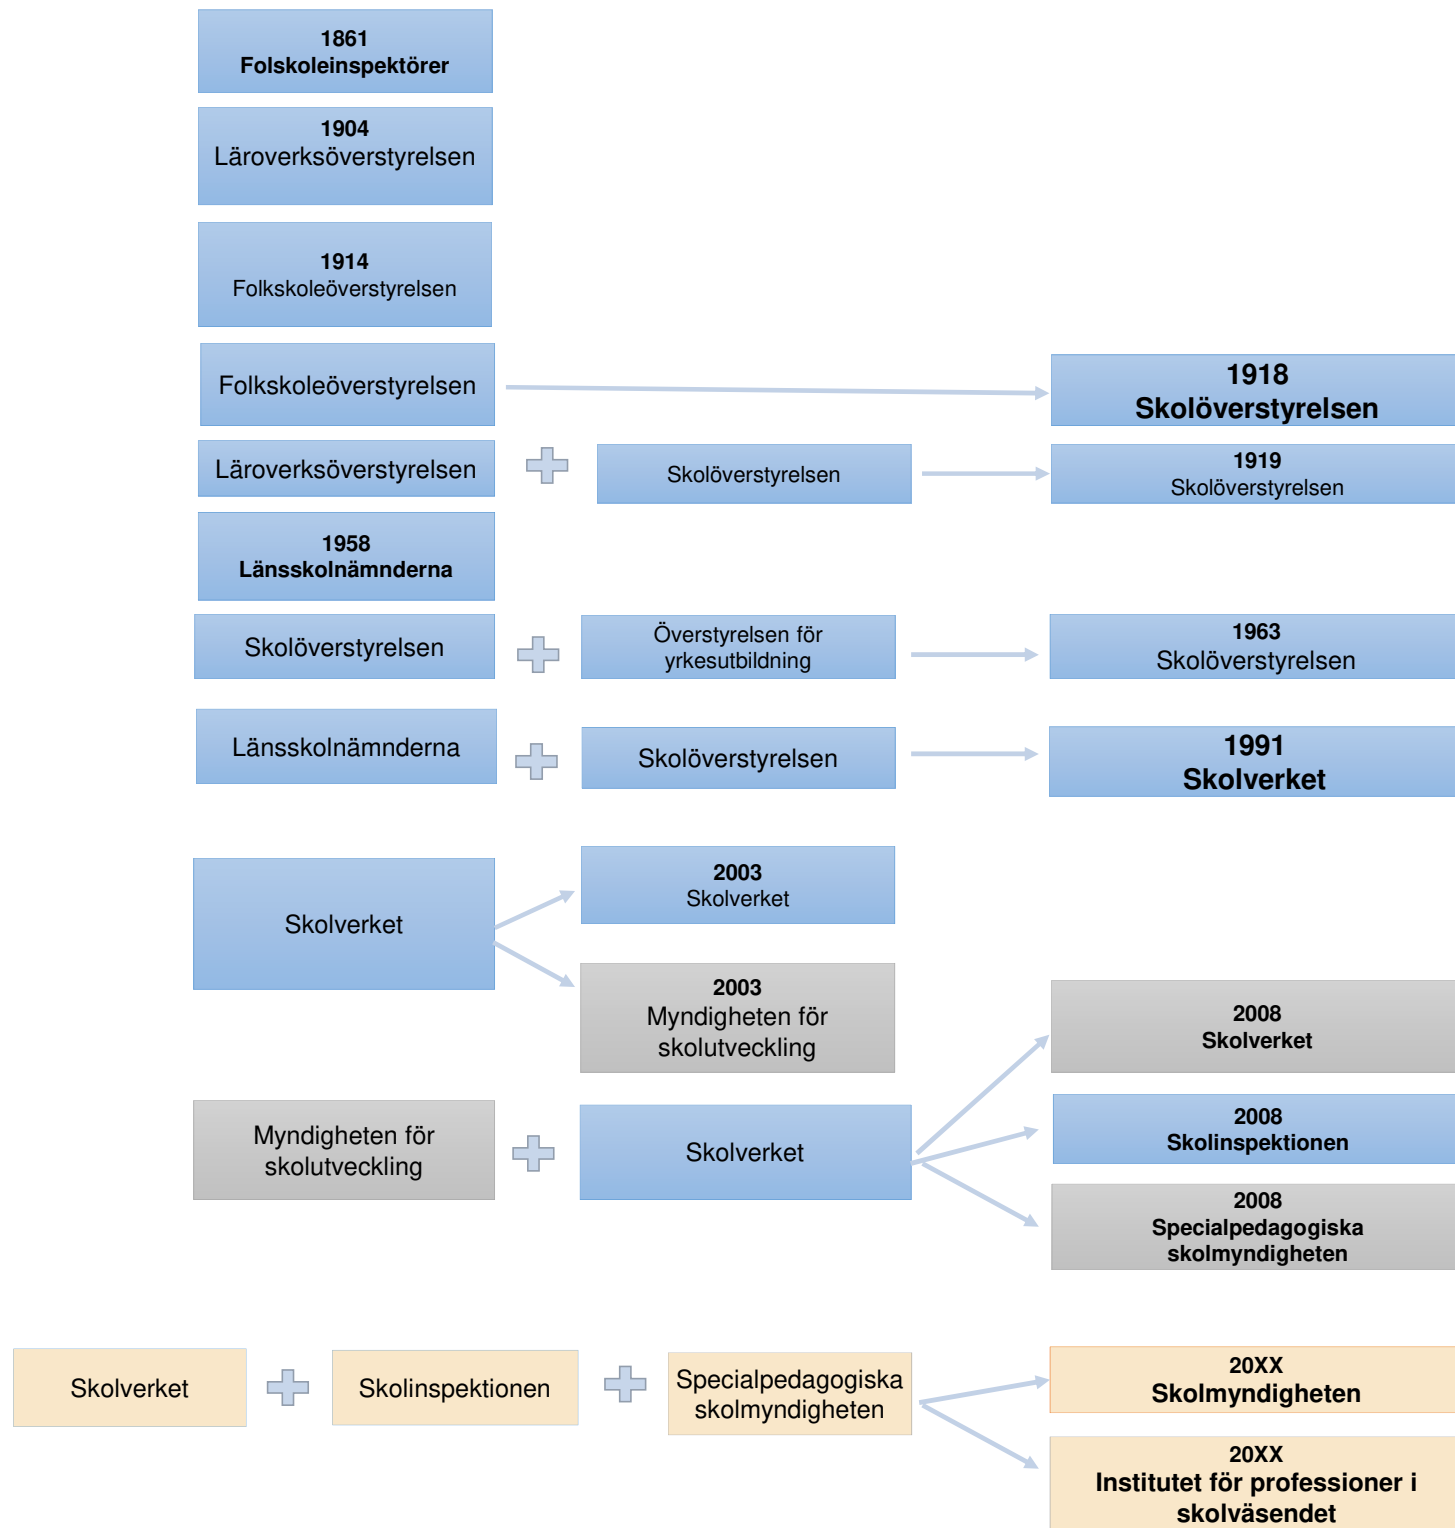 1861
Folskoleinspektörer
1904
Läroverksöverstyrelsen
1914
Folkskoleöverstyrelsen
Folkskoleöverstyrelsen
1918
Skolöverstyrelsen
Läroverksöverstyrelsen
Skolöverstyrelsen
1919
Skolöverstyrelsen
1958
Länsskolnämnderna
Skolöverstyrelsen
Överstyrelsen för
yrkesutbildning
1963
Skolöverstyrelsen
Länsskolnämnderna
Skolöverstyrelsen
1991
Skolverket
Skolverket
2003
Skolverket
2003
Myndigheten för
skolutveckling
Myndigheten för
skolutveckling
Skolverket
2008
Skolverket
2008
Skolinspektionen
2008
Specialpedagogiska
skolmyndigheten
Skolverket
Skolinspektionen
Specialpedagogiska
skolmyndigheten
20XX
Skolmyndigheten
20XX
Institutet för professioner i
skolväsendet